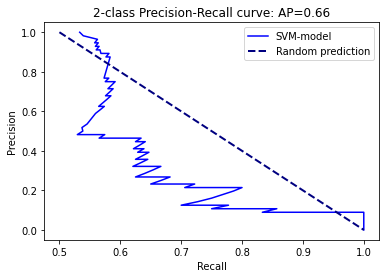 2-class Precision-Recall curve: AP=0.66
SVM-model
Random prediction
1.0
0.8
0.6
0.4
0.2
0.0
Precision
0.5
0.6
0.7
0.8
0.9
1.0
Recall